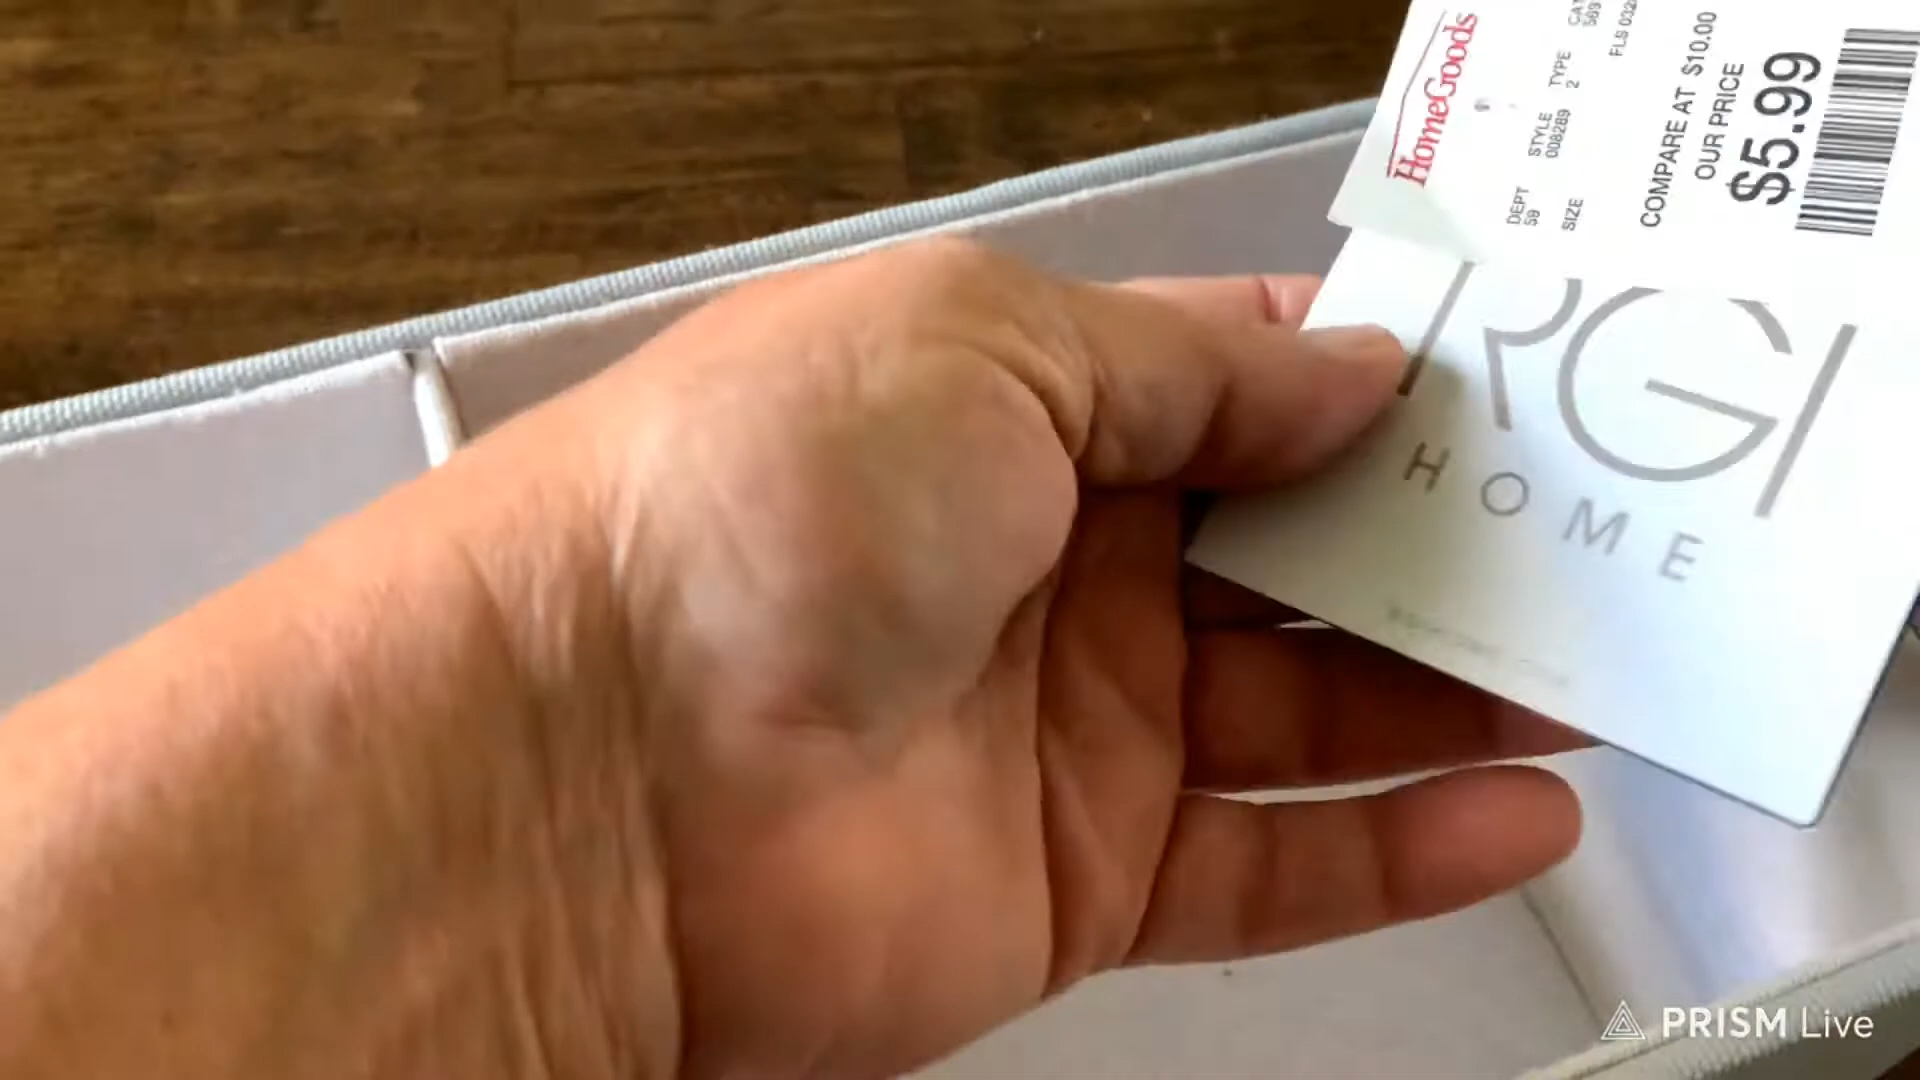 HomeGoods
DEPT STYLE TYPE
59 008289 2
SIZE
COMPARE AT $10.00
OUR PRICE
$5.99
RGI
HOME
PRISM Live